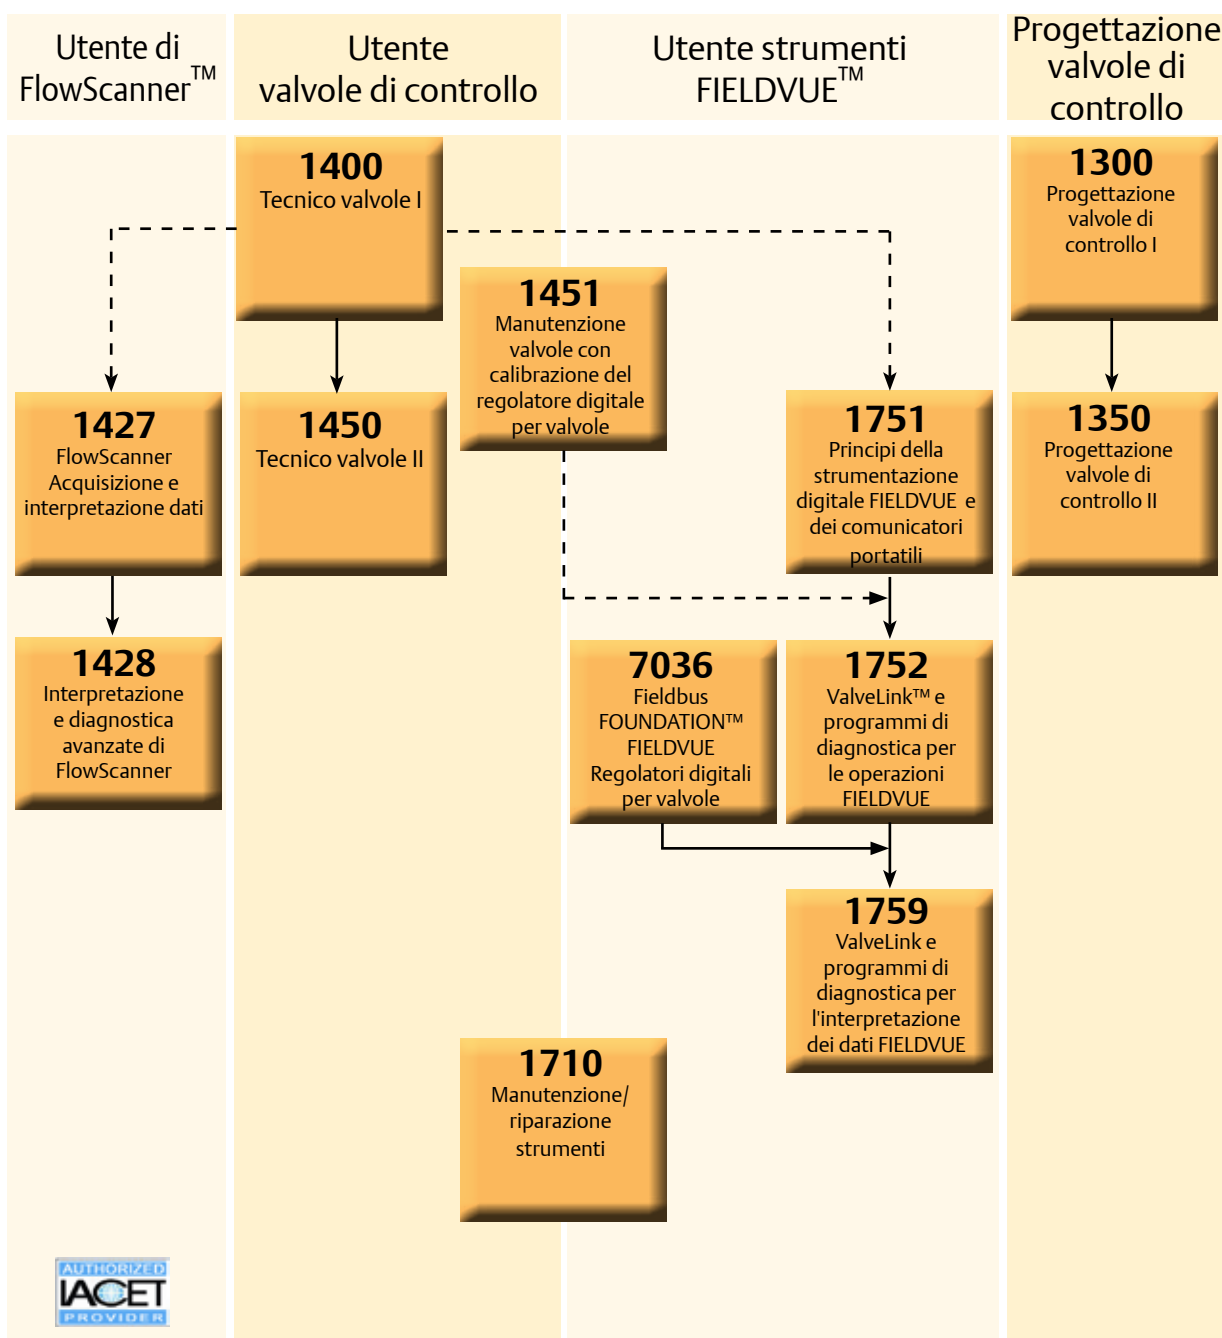 Utente di
FlowScanner™
Utente
valvole di controllo
Utente strumenti
FIELDVUE™
Progettazione
valvole di
controllo
1400
Tecnico valvole I
1300
Progettazione
valvole di
controllo I
1451
Manutenzione
valvole con
calibrazione del
regolatore digitale
per valvole
1427
FlowScanner
Acquisizione e
interpretazione dati
1450
Tecnico valvole II
1751
Principi della
strumentazione
digitale FIELDVUE e
dei comunicatori
portatili
1350
Progettazione
valvole di
controllo II
1428
Interpretazione
e diagnostica
avanzate di
FlowScanner
7036
Fieldbus
FOUNDATION™
FIELDVUE
Regolatori digitali
per valvole
1752
ValveLink™ e
programmi di
diagnostica per
le operazioni
FIELDVUE
1759
ValveLink e
programmi di
diagnostica per
l'interpretazione
dei dati FIELDVUE
1710
Manutenzione/
riparazione
strumenti
AUTHORIZED
IACET
PROVIDER